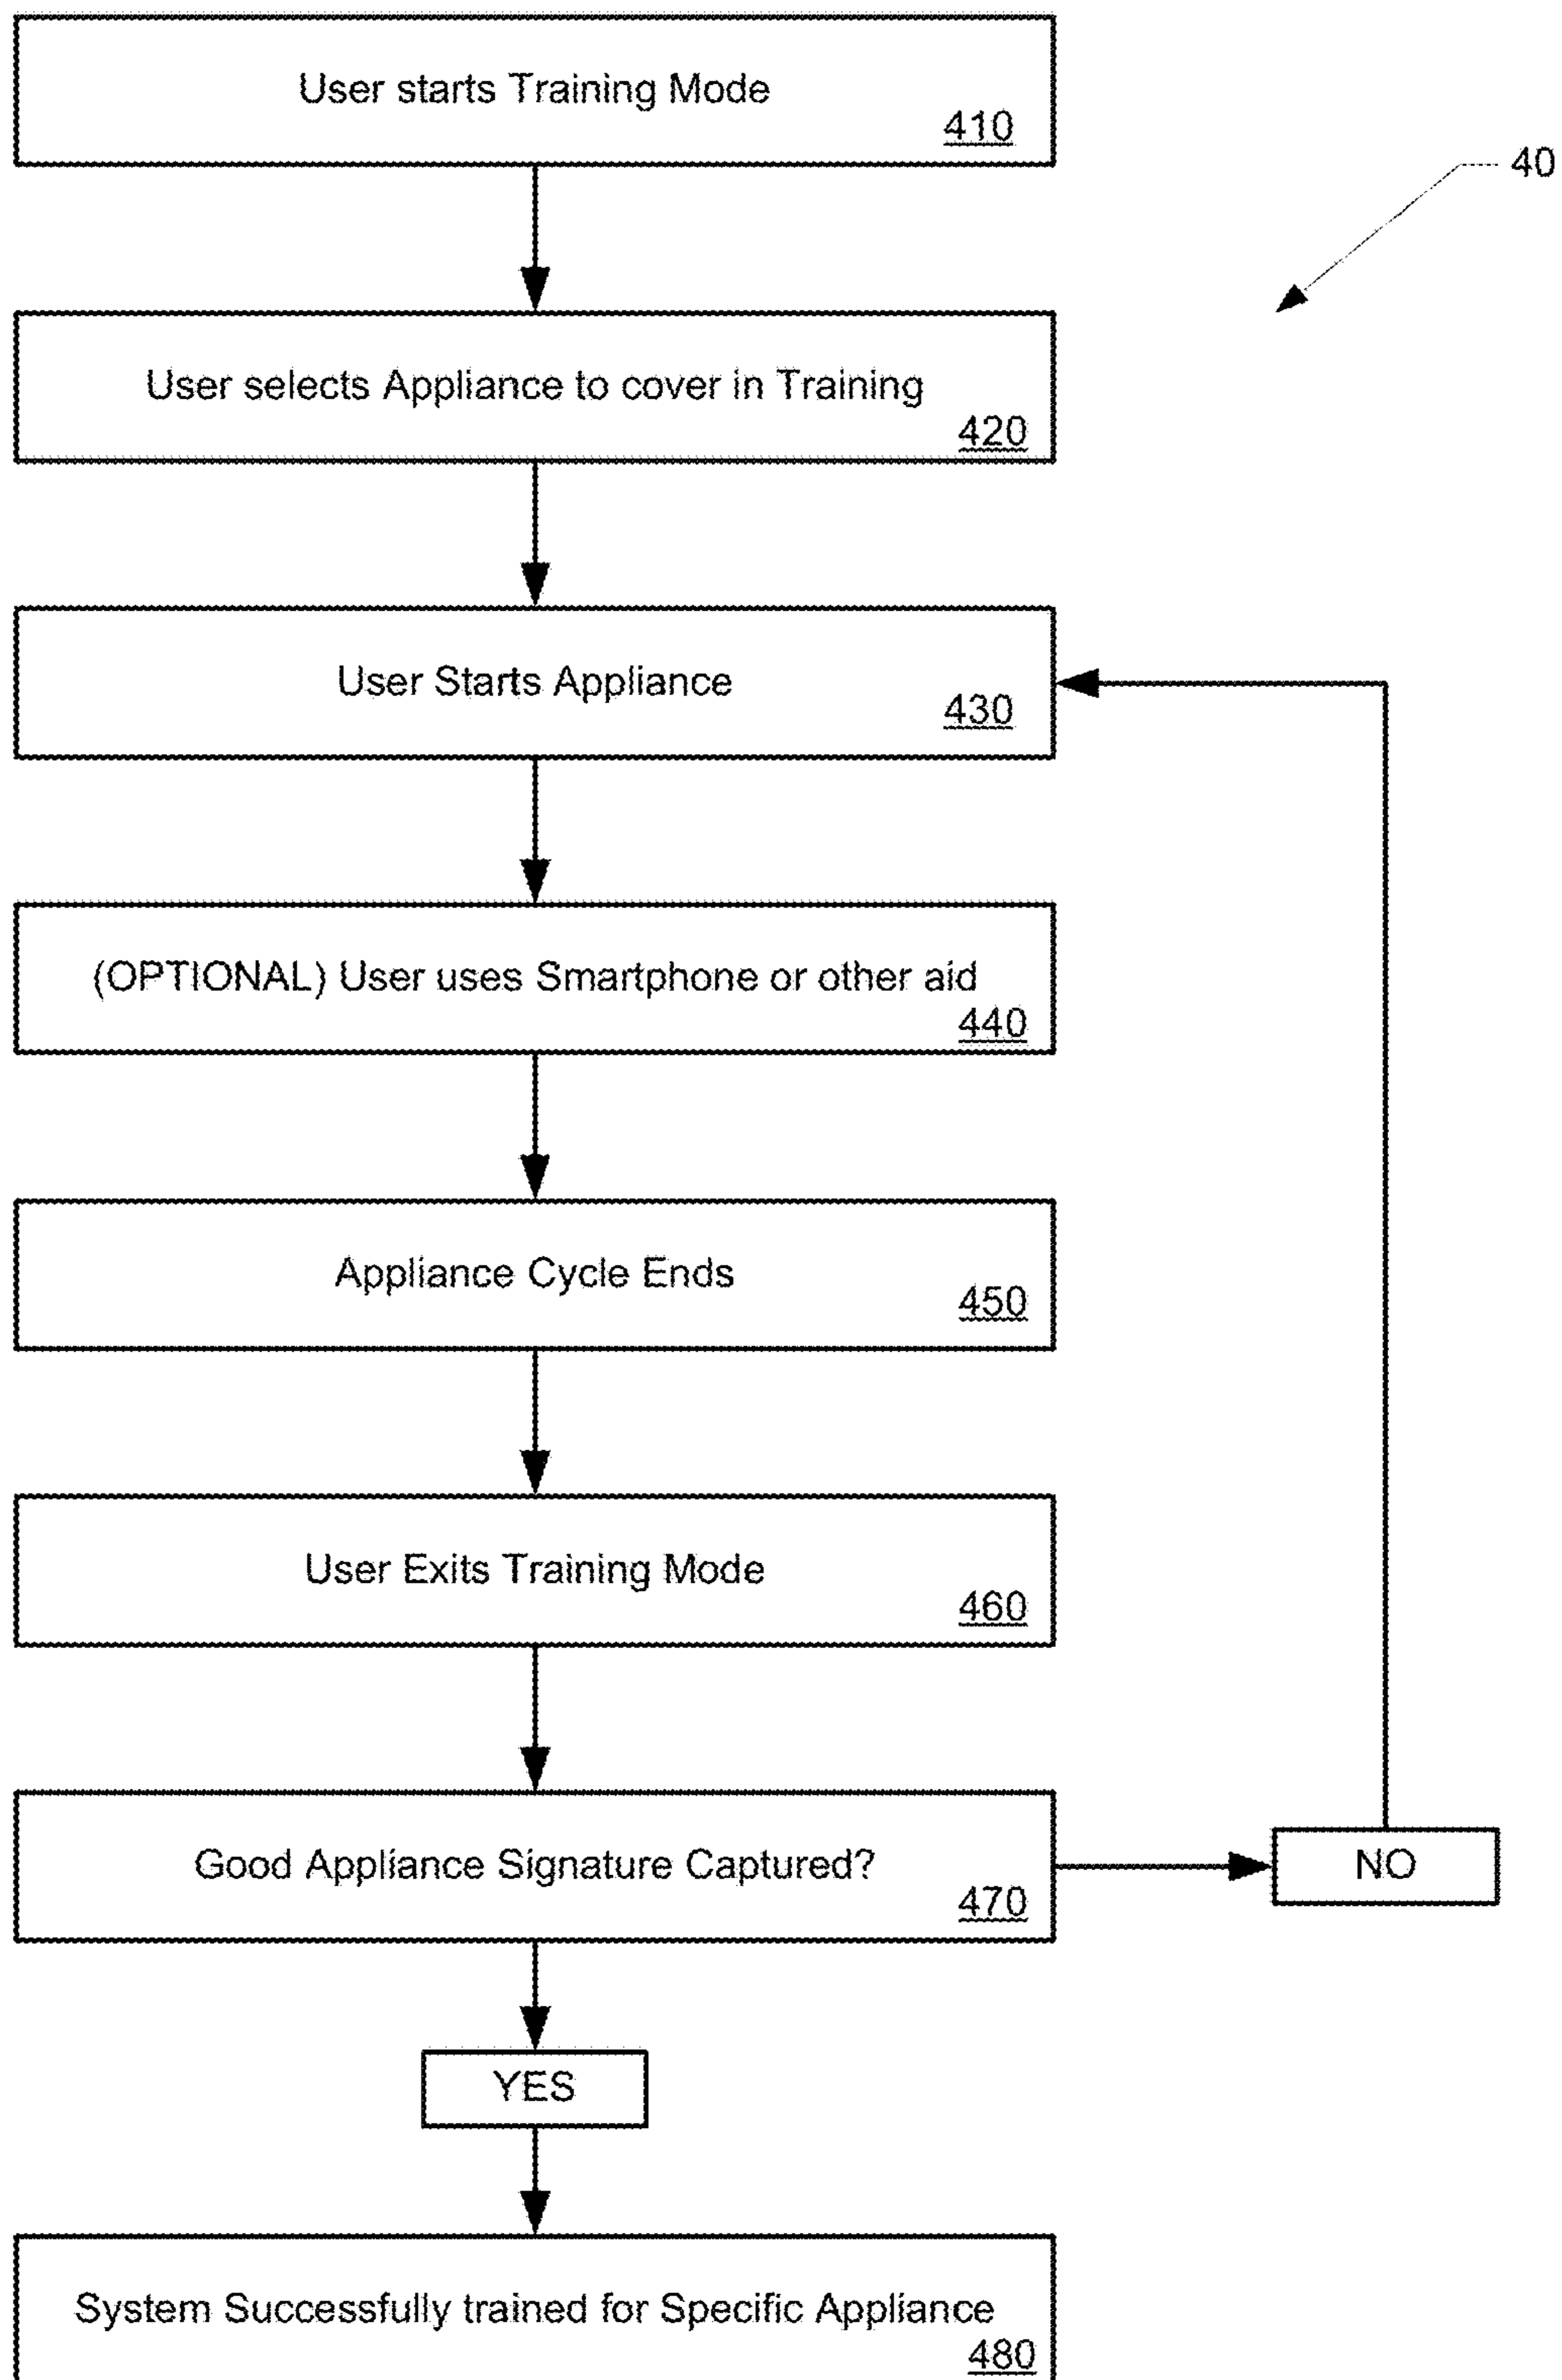 User starts Training Mode
410
40
User selects Appliance to cover in Training
420
User Starts Appliance
430
(OPTIONAL) User uses Smartphone or other aid
440
Appliance Cycle Ends
450
User Exits Training Mode
460
Good Appliance Signature Captured?
470
NO
YES
System Successfully trained for Specific Appliance
480